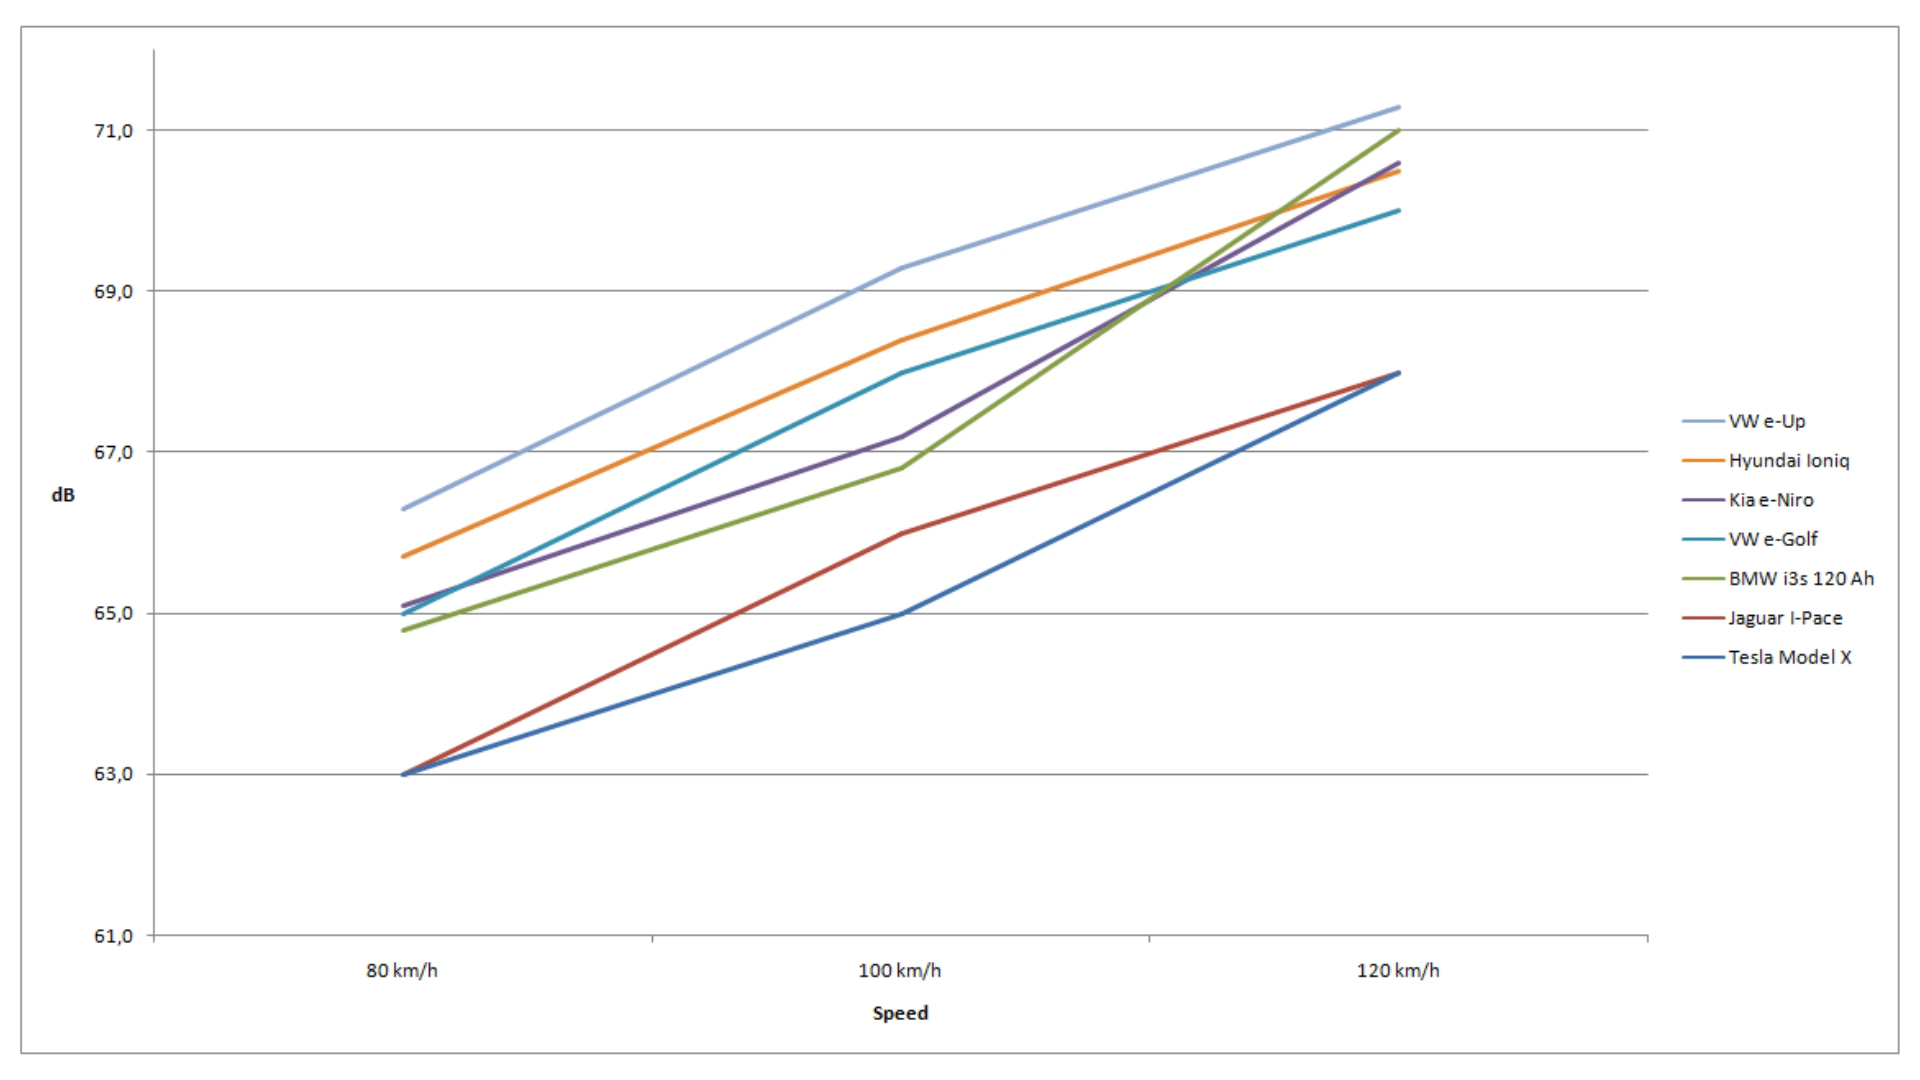 71,0
69,0
67,0
65,0
63,0
61,0
dB
80 km/h
100 km/h
120 km/h
Speed
VW e-Up
Hyundai Ioniq
Kia e-Niro
VW e-Golf
BMW i3s 120 Ah
Jaguar I-Pace
Tesla Model X